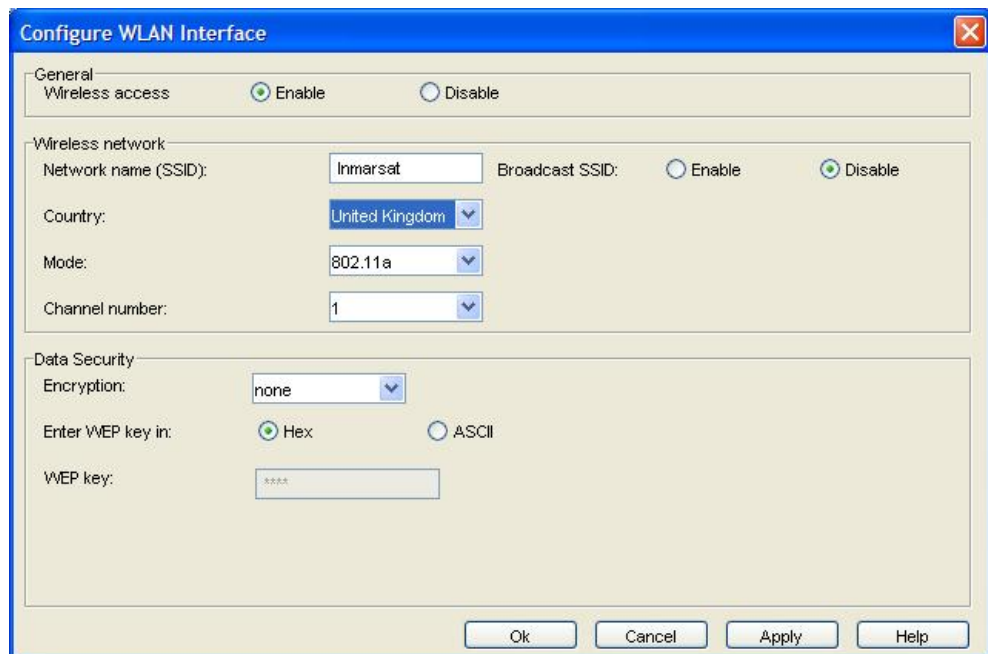 Configure WLAN Interface
General
Wireless access Enable Disable
Wireless network
Network name (SSID): Inmarsat Broadcast SSID: Enable Disable
Country: United Kingdom
Mode: 802.11a
Channel number: 1
Data Security
Encryption: none
Enter WEP key in: Hex ASCII
WEP key: ****
Ok Cancel Apply Help